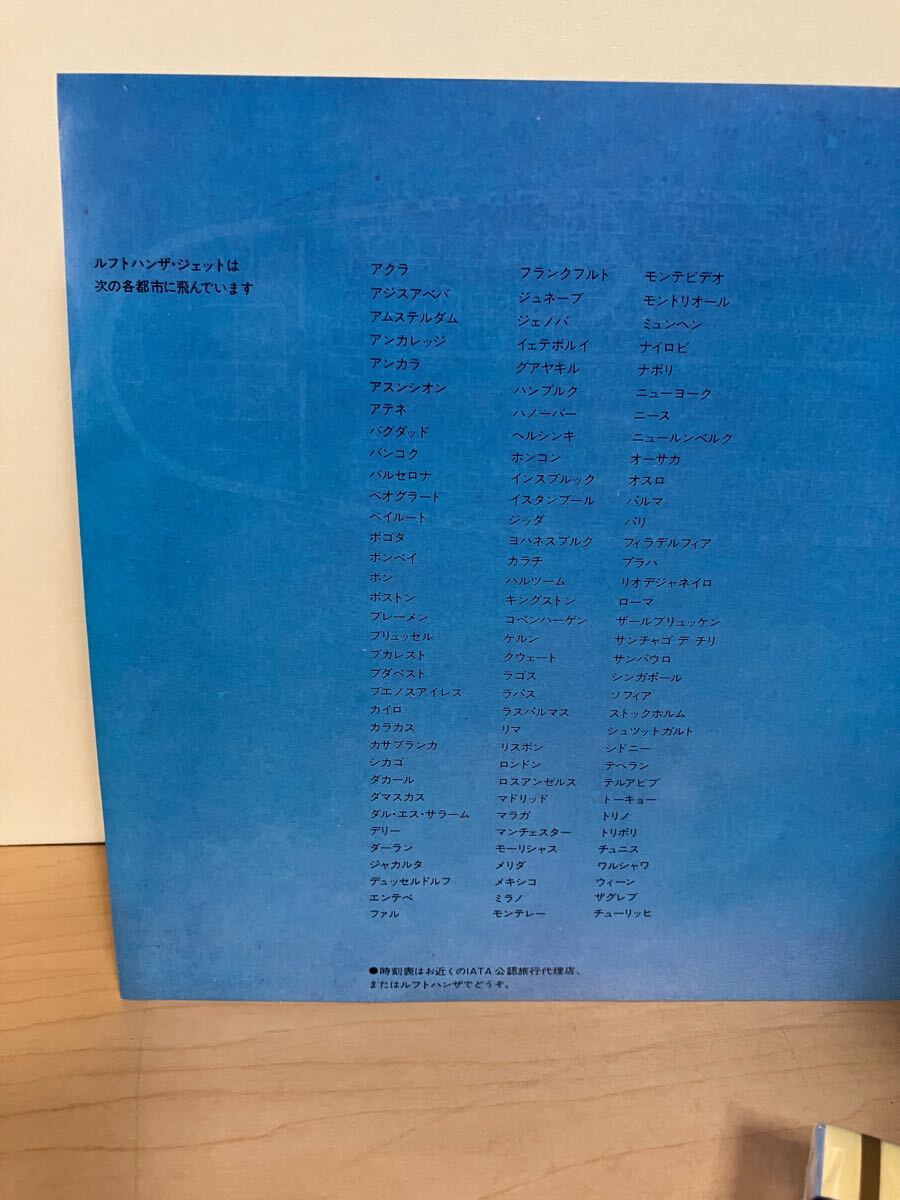 ルフトハンザ・ジェットは
次の各都市に飛んでいます
アクラ
アジスアベバ
アムステルダム
アンカレッジ
アンカラ
アスンシオン
アテネ
バグダッド
バンコク
バルセロナ
ベオグラード
ベイルート
ボゴタ
ボンベイ
ボン
ボストン
ブレーメン
ブリュッセル
ブカレスト
ブダペスト
ブエノスアイレス
カイロ
カラカス
カサブランカ
シカゴ
ダカール
ダマスカス
ダル・エス・サラーム
デリー
ダーラン
ジャカルタ
デュッセルドルフ
エンテベ
ファル
フランクフルト
ジュネーブ
ジェノバ
イェテボルイ
グアヤキル
ハンブルク
ハノーバー
ヘルシンキ
ホンコン
インスブルック
イスタンブール
ジッダ
ヨハネスブルク
カラチ
ハルツーム
キングストン
コペンハーゲン
ケルン
クウェート
ラゴス
ラパス
ラスパルマス
リマ
リスボン
ロンドン
ロスアンゼルス
マドリッド
マラガ
マンチェスター
モーリシャス
メリダ
メキシコ
ミラノ
モンテレー
モンテビデオ
モントリオール
ミュンヘン
ナイロビ
ナポリ
ニューヨーク
ニース
ニュールンベルク
オーサカ
オスロ
パルマ
パリ
フィラデルフィア
プラハ
リオデジャネイロ
ローマ
ザールブリュッケン
サンチャゴ デ チリ
サンパウロ
シンガポール
ソフィア
ストックホルム
シュツットガルト
シドニー
テヘラン
テルアビブ
トーキョー
トリノ
トリポリ
チュニス
ワルシャワ
ウィーン
ザグレブ
チューリッヒ
●時刻表はお近くのIATA公認旅行代理店、
またはルフトハンザでどうぞ。